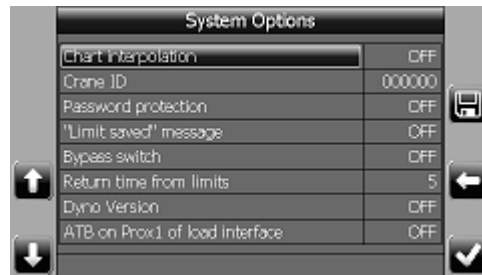 System Options
Chart interpolation OFF
Crane ID 000000
Password protection OFF
"Limit saved" message OFF
Bypass switch OFF
Return time from limits 5
Dyno Version OFF
ATB on Prox1 of load interface OFF